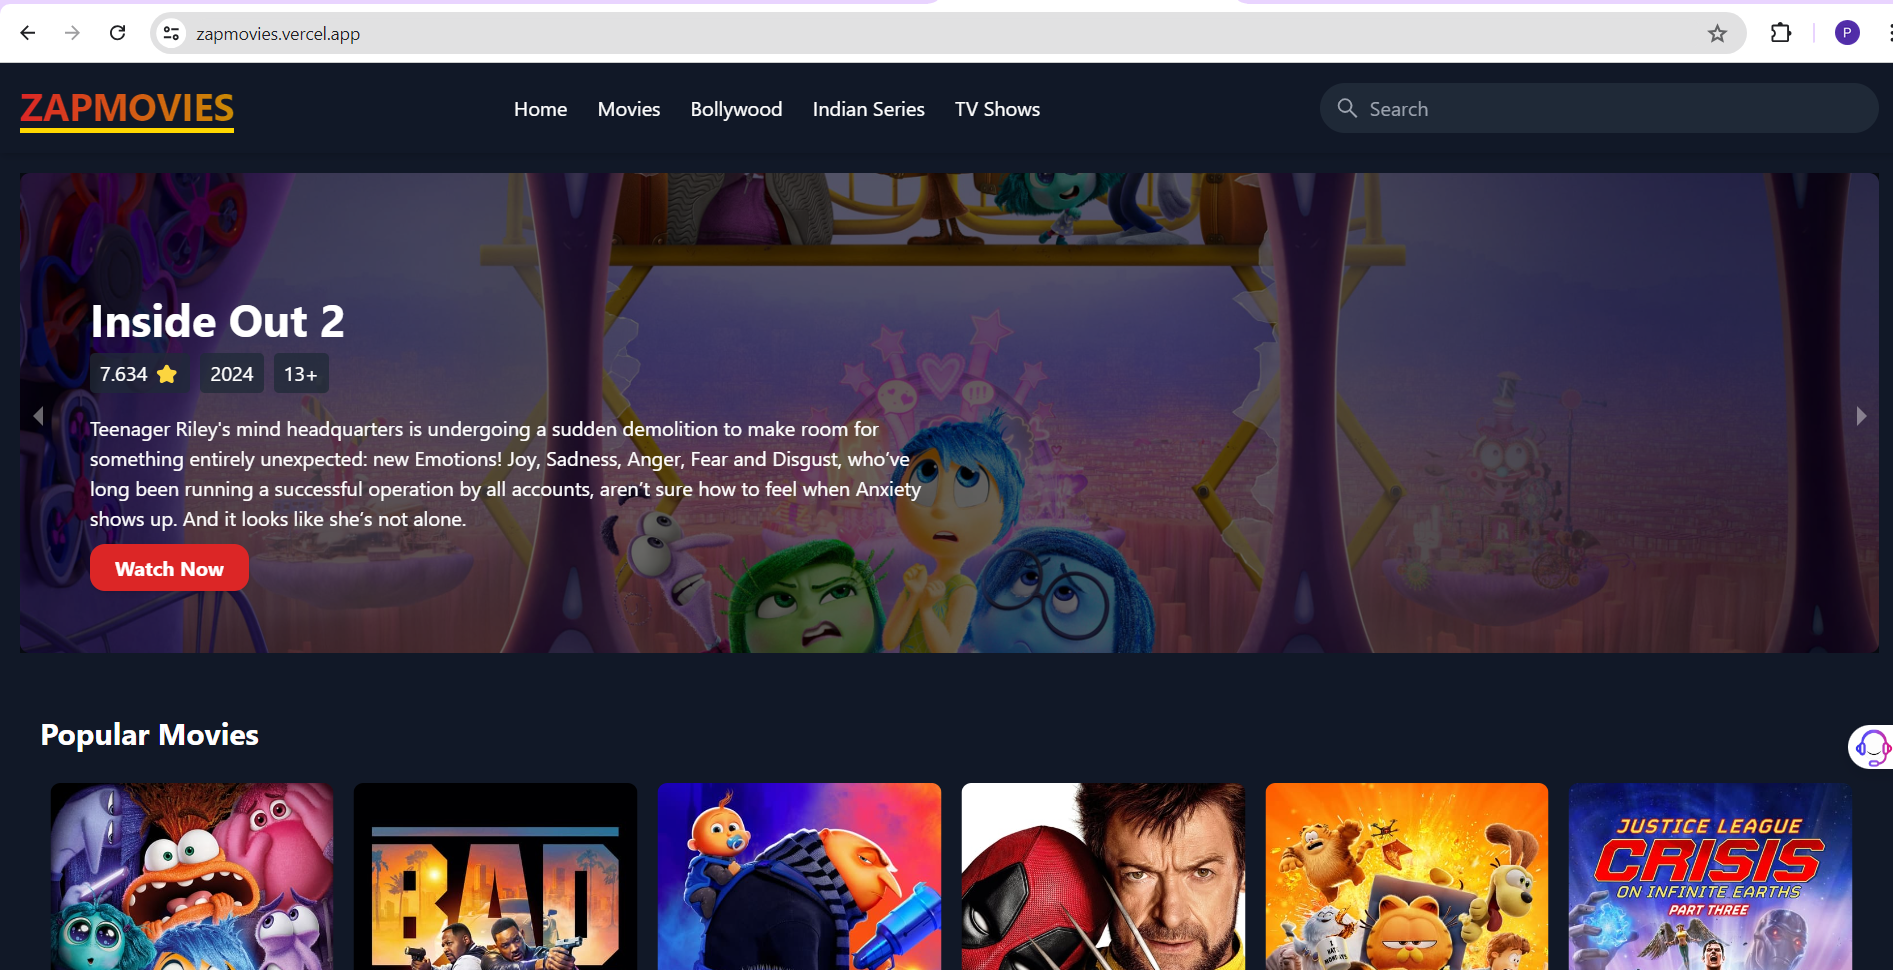 zapmovies.vercel.app
P
ZAPMOVIES
Home Movies Bollywood Indian Series TV Shows
Search
Inside Out 2
7.634 2024 13+
Teenager Riley's mind headquarters is undergoing a sudden demolition to make room for
something entirely unexpected: new Emotions! Joy, Sadness, Anger, Fear and Disgust, who’ve
long been running a successful operation by all accounts, aren’t sure how to feel when Anxiety
shows up. And it looks like she’s not alone.
Watch Now
Popular Movies
BAD
I HATE MONDAYS
JUSTICE LEAGUE
CRISIS
ON INFINITE EARTHS
PART THREE